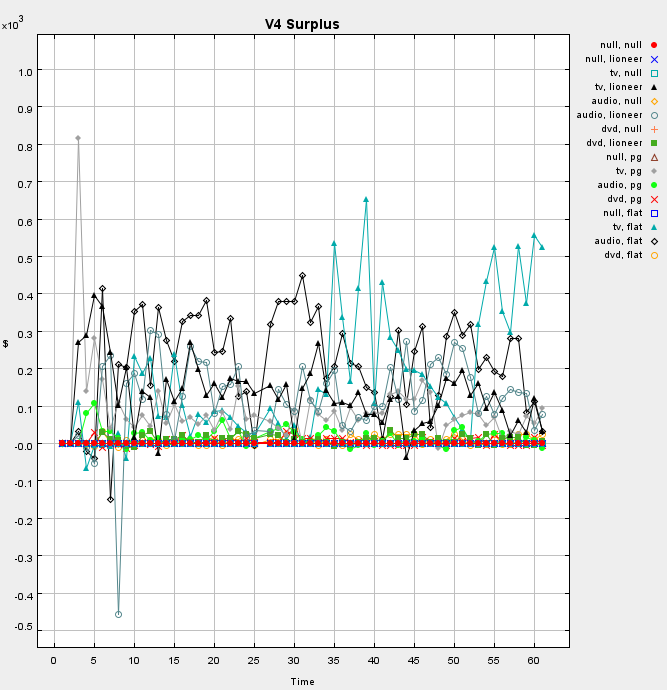 V4 Surplus
x10³
1.0
0.9
0.8
0.7
0.6
0.5
0.4
0.3
0.2
0.1
-0.0
-0.1
-0.2
-0.3
-0.4
-0.5
$
0 5 10 15 20 25 30 35 40 45 50 55 60
Time
null, null
null, lioneer
tv, null
tv, lioneer
audio, null
audio, lioneer
dvd, null
dvd, lioneer
null, pg
tv, pg
audio, pg
dvd, pg
null, flat
tv, flat
audio, flat
dvd, flat